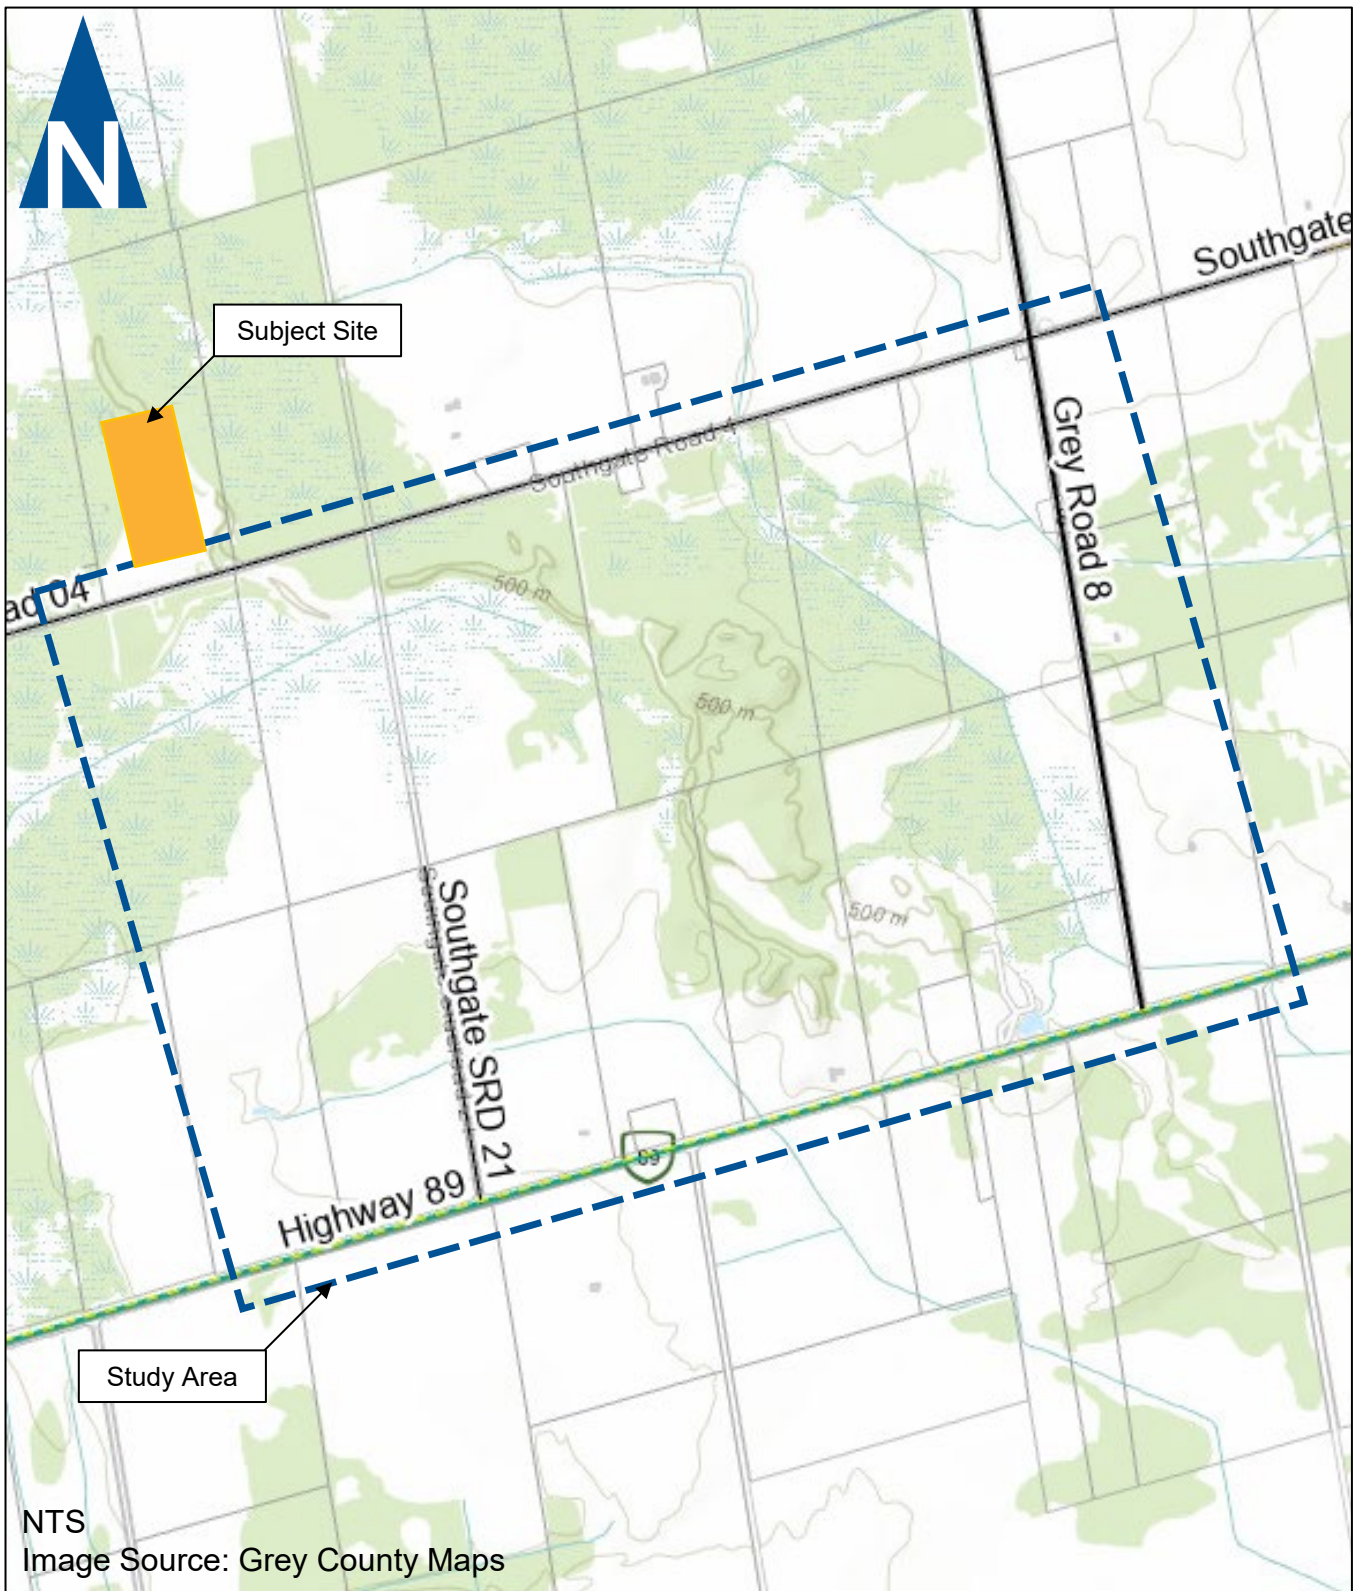 N
Southgate
Subject Site
Southgate Road 4
Grey Road 8
ad 04
500 m
500 m
500 m
Southgate SRD 21
89
Highway 89
Study Area
NTS
Image Source: Grey County Maps